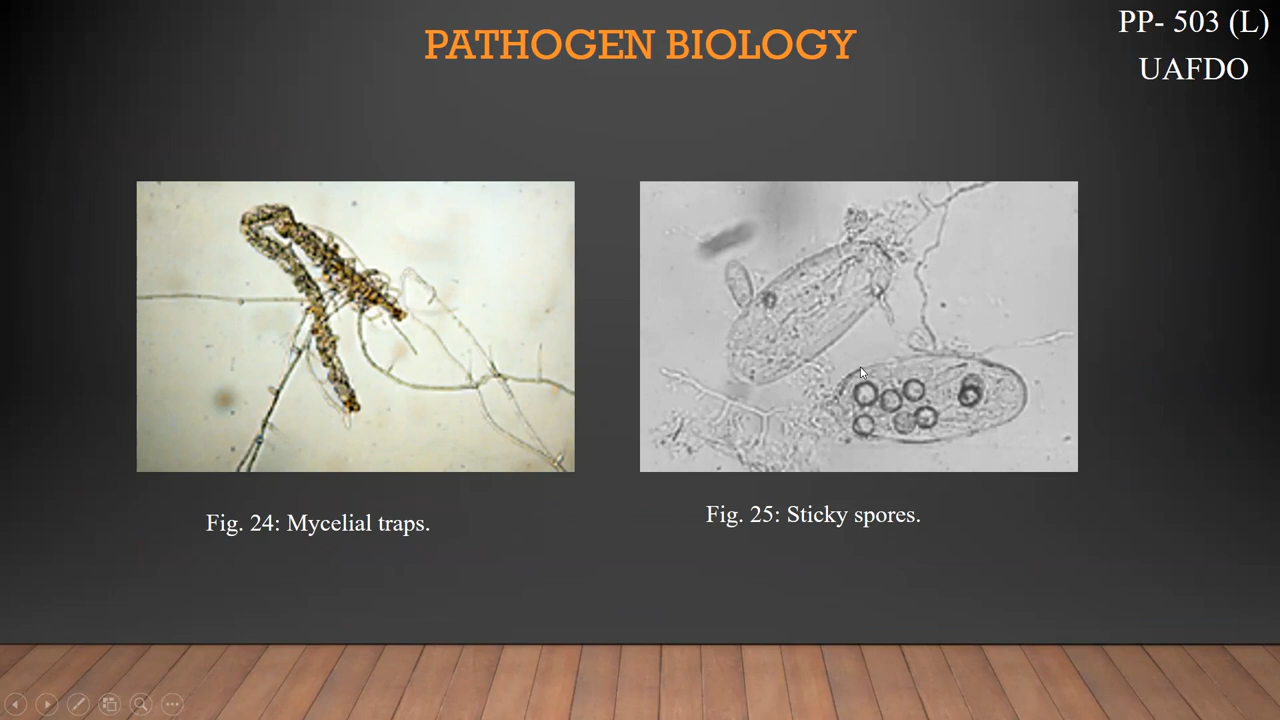 PATHOGEN BIOLOGY
PP- 503 (L)
UAFDO
Fig. 24: Mycelial traps.
Fig. 25: Sticky spores.